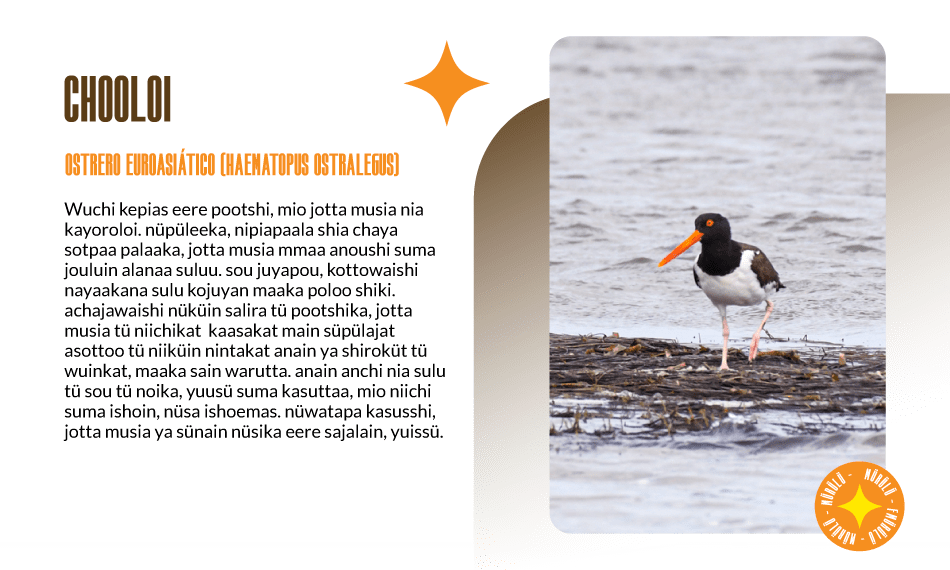 CHOOLOI
OSTRERO EUROASIÁTICO (HAEMATOPUS OSTRALEGUS)
Wuchi kepias eere pootshi, mio jotta musia nia
kayoroloi. nüpüleeka, nipiapaala shia chaya
sotpaa palaaka, jotta musia mmaa anoushi suma
jouluin alanaa suluu. sou juyapou, kottowaishi
nayaakana sulu kojuyan maaka poloo shiki.
achajawaishi nüküin salira tü pootshika, jotta
musia tü niichikat kaasakat main süpülajat
asottoo tü niiküin nintakat anain ya shiroküt tü
wuinkat, maaka sain warutta. anain anchi nia sulu
tü sou tü noika, yuusü suma kasuttaa, mio niichi
suma ishoin, nüsa ishoemas. nüwatapa kasusshi,
jotta musia ya sünain nüsika eere sajalain, yuissü.